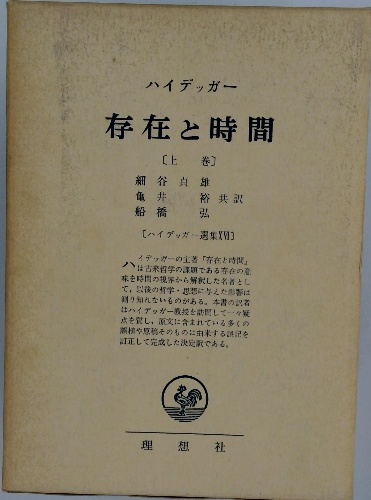 ハイデッガー
存在と時間
〔上 巻〕
細谷貞雄
亀井 裕 共訳
船橋 弘
〔ハイデッガー選集XVI〕
ハイデッガーの主著「存在と時間」
は古来哲学の課題である存在の意
味を時間の視界から解釈した名著とし
て，以後の哲学・思想に与えた影響は
測り知れないものがある。本書の訳者
はハイデッガー教授を訪問して一々疑
点を質し，原文に含まれている多くの
誤植や原稿そのものに由来する誤記を
訂正して完成した決定訳である。
理 想 社